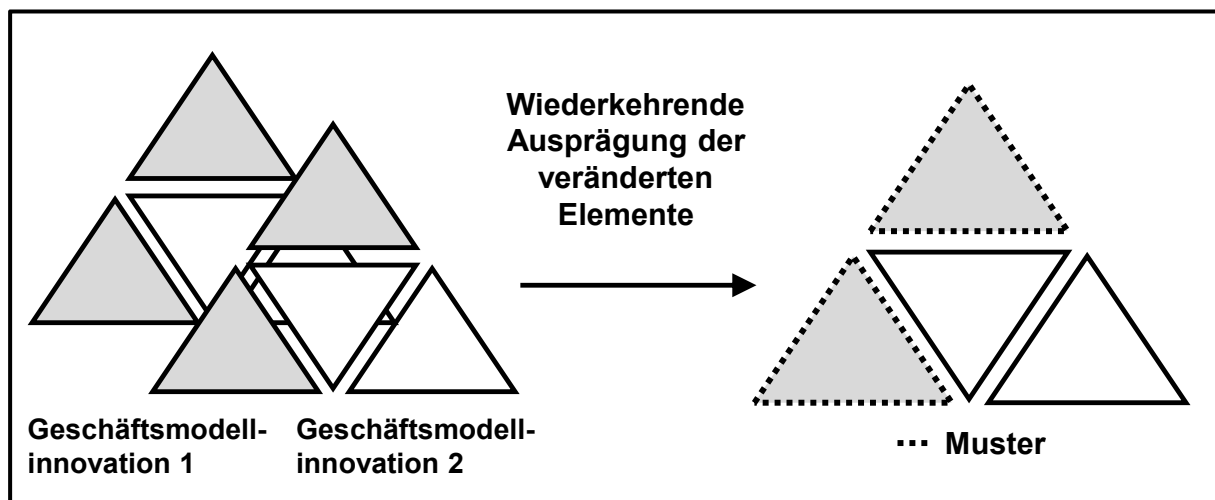 Wiederkehrende
Ausprägung der
veränderten
Elemente
Geschäftsmodell-
innovation 1
Geschäftsmodell-
innovation 2
Muster